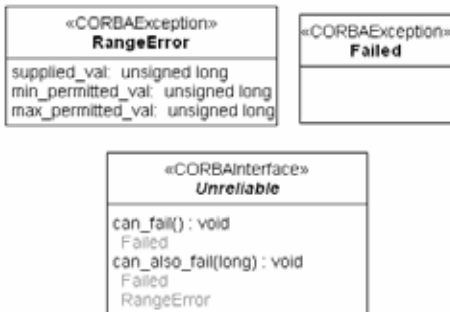 «CORBAException»
RangeError
supplied_val: unsigned long
min_permitted_val: unsigned long
max_permitted_val: unsigned long
«CORBAException»
Failed
«CORBAInterface»
Unreliable
can_fail() : void
Failed
can_also_fail(long) : void
Failed
RangeError